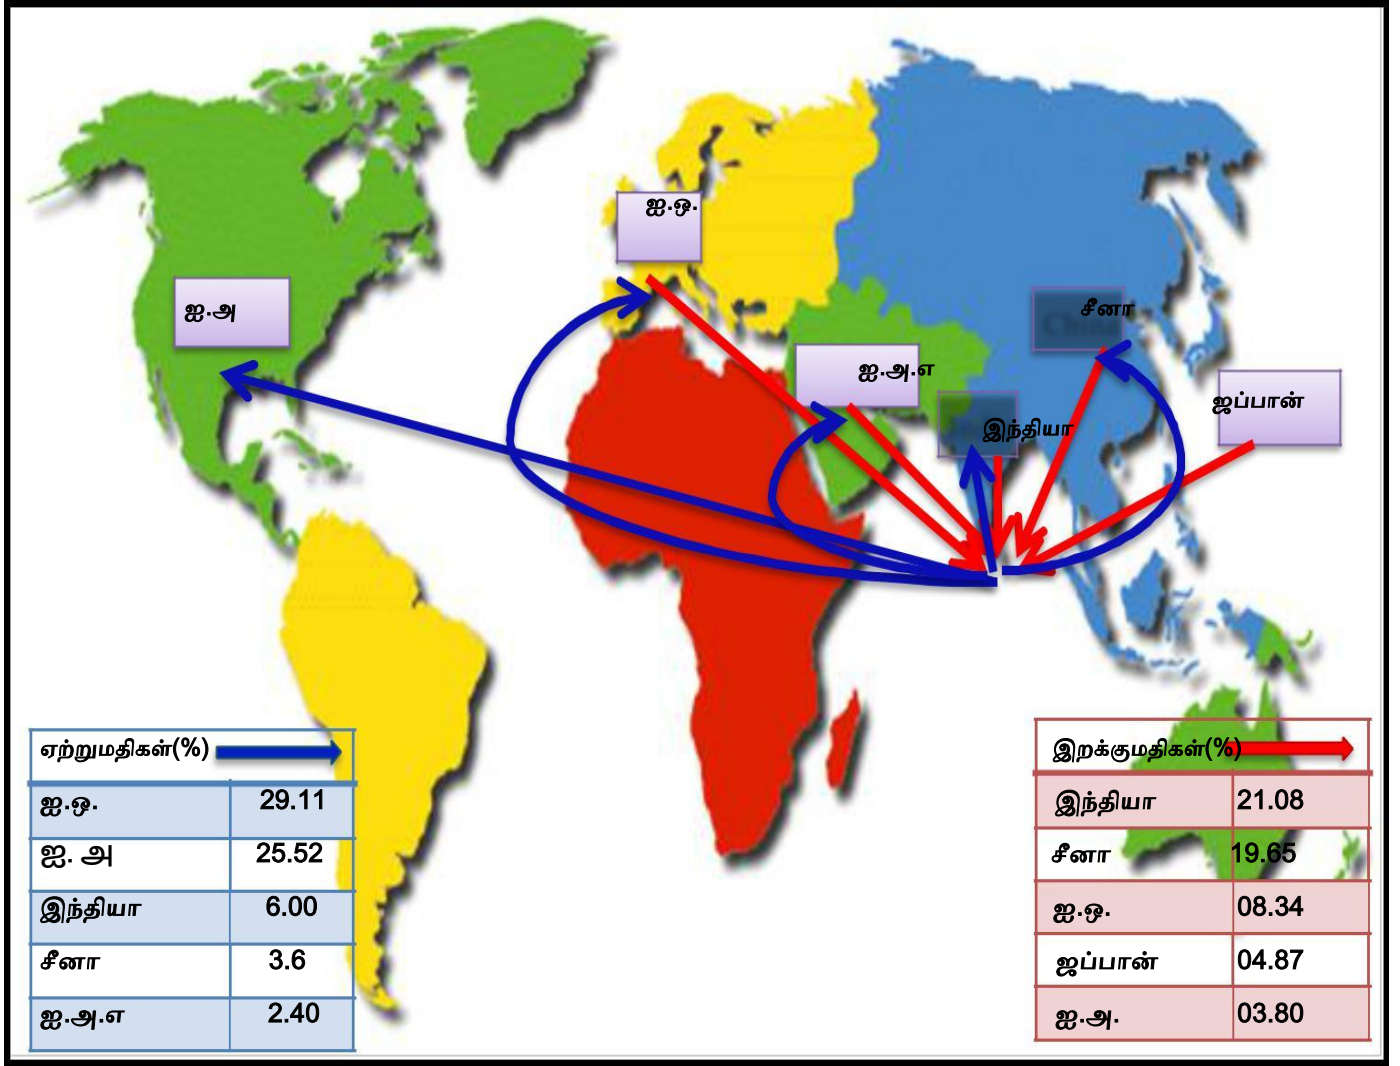 ஐ.ஒ.
ஐ.அ
சீனா
ஐ.அ.எ
ஜப்பான்
இந்தியா
ஏற்றுமதிகள்(%)
ஐ.ஒ. 29.11
ஐ. அ 25.52
இந்தியா 6.00
சீனா 3.6
ஐ.அ.எ 2.40
இறக்குமதிகள்(%)
இந்தியா 21.08
சீனா 19.65
ஐ.ஒ. 08.34
ஜப்பான் 04.87
ஐ.அ. 03.80